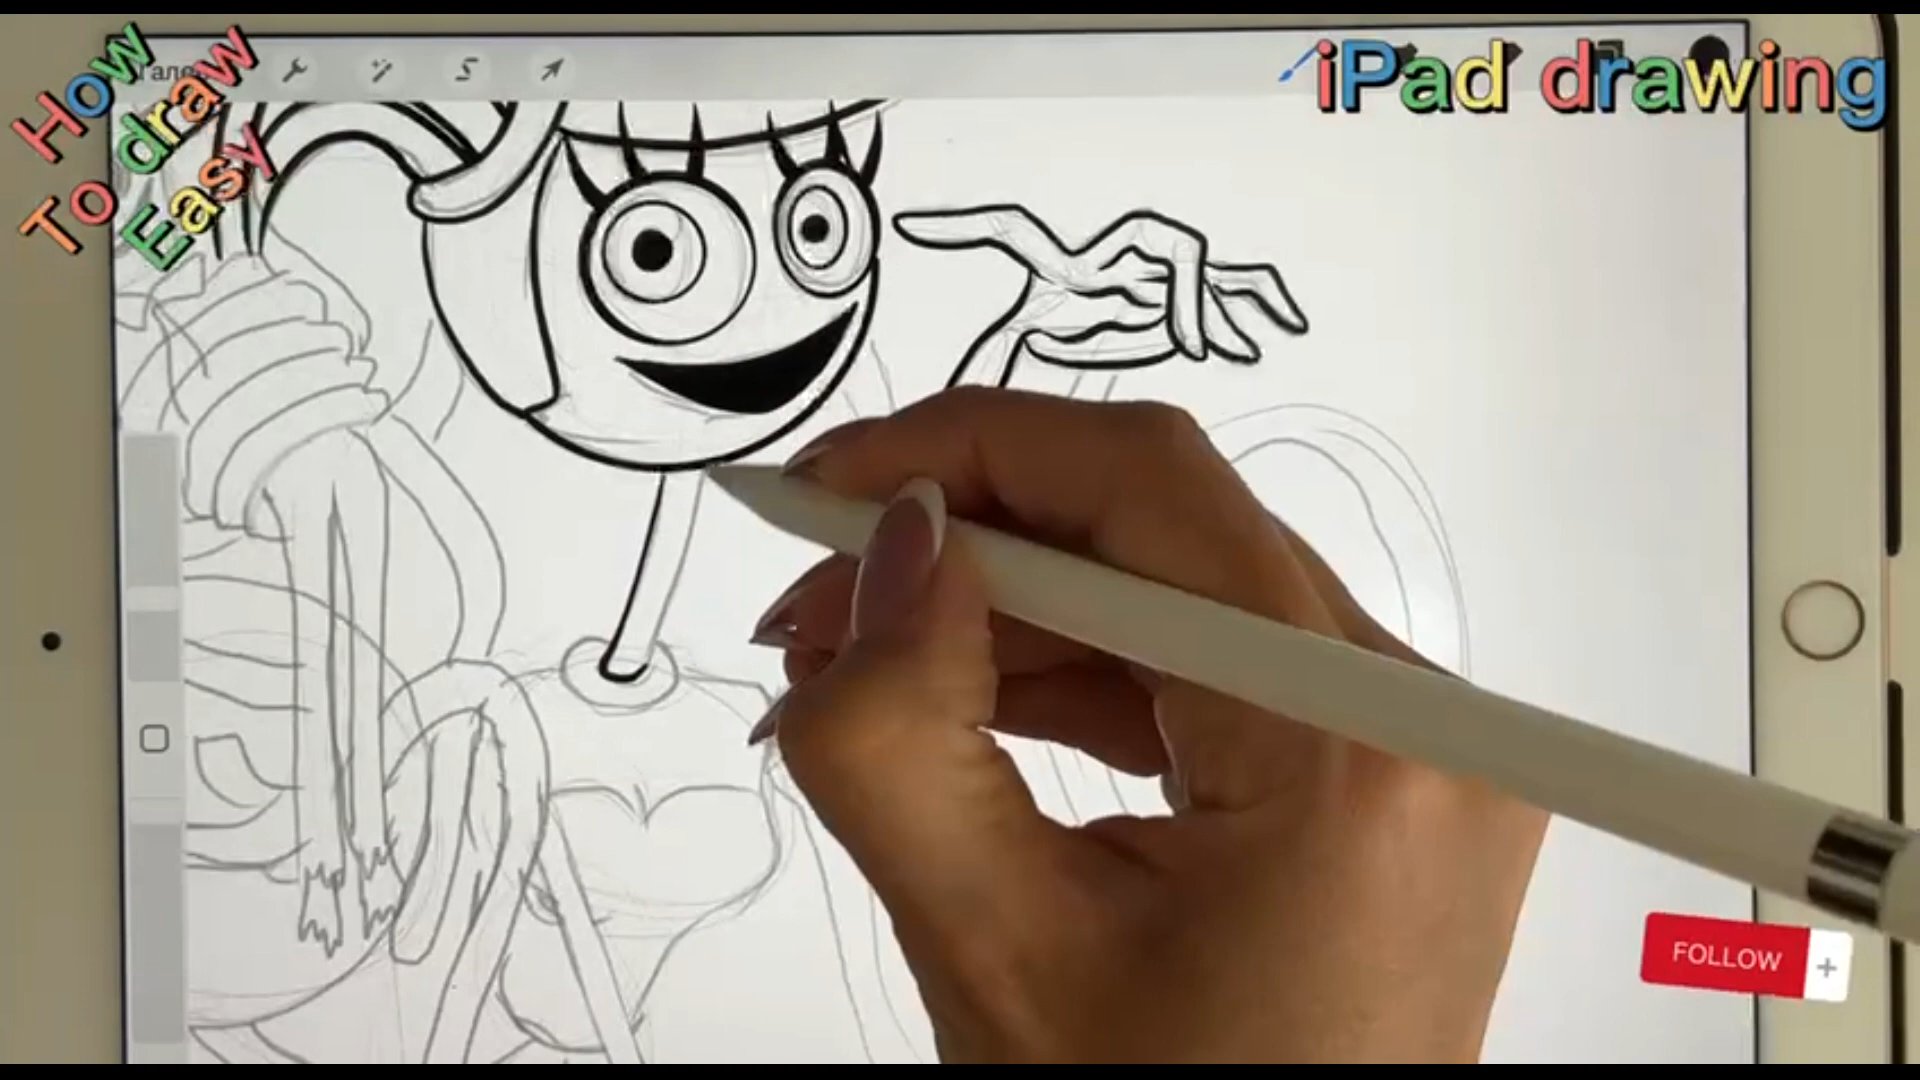 How
To draw
Easy
iPad drawing
FOLLOW